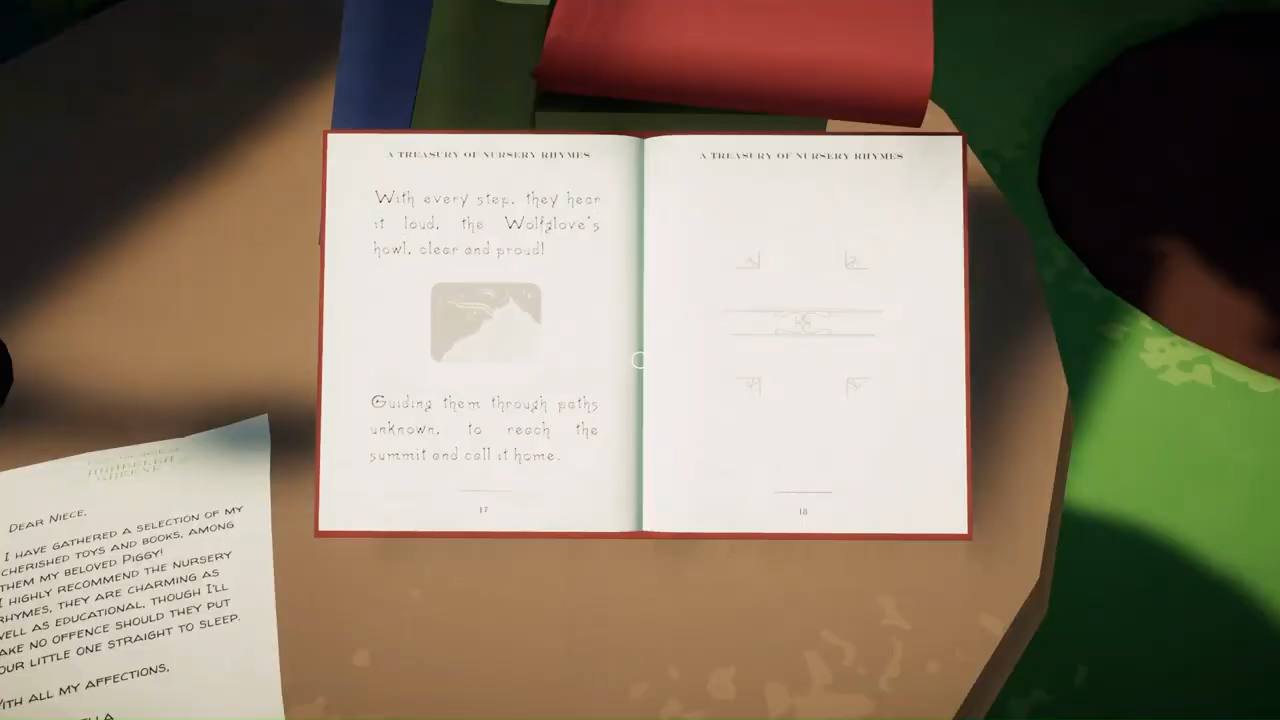 A TREASURY OF NURSERY RHYMES
With every step, they hear
it loud, the Wolfglove's
howl, clear and proud!
Guiding them through paths
unknown, to reach the
summit and call it home.
17
A TREASURY OF NURSERY RHYMES
18
DEAR NIECE,
I HAVE GATHERED A SELECTION OF MY
CHERISHED TOYS AND BOOKS, AMONG
THEM MY BELOVED PIGGY!
I HIGHLY RECOMMEND THE NURSERY
RHYMES, THEY ARE CHARMING AS
WELL AS EDUCATIONAL, THOUGH I'LL
TAKE NO OFFENCE SHOULD THEY PUT
YOUR LITTLE ONE STRAIGHT TO SLEEP.
WITH ALL MY AFFECTIONS,